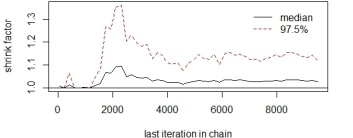 shrink factor
1.0 1.1 1.2 1.3
median
97.5%
0 2000 4000 6000 8000
last iteration in chain